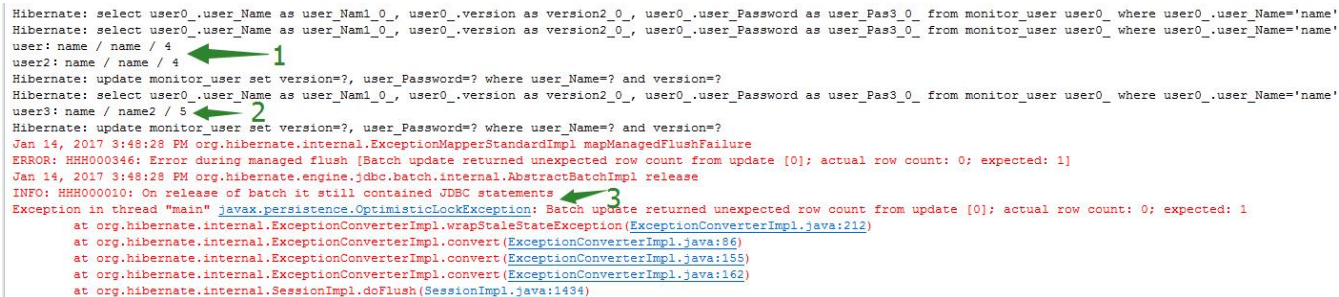 Hibernate: select user0_.user_Name as user_Nam1_0_, user0_.version as version2_0_, user0_.user_Password as user_Pas3_0_ from monitor_user user0_ where user0_.user_Name='name'
Hibernate: select user0_.user_Name as user_Nam1_0_, user0_.version as version2_0_, user0_.user_Password as user_Pas3_0_ from monitor_user user0_ where user0_.user_Name='name'
user: name / name / 4
1
user2: name / name / 4
Hibernate: update monitor_user set version=?, user_Password=? where user_Name=? and version=?
Hibernate: select user0_.user_Name as user_Nam1_0_, user0_.version as version2_0_, user0_.user_Password as user_Pas3_0_ from monitor_user user0_ where user0_.user_Name='name'
user3: name / name2 / 5
2
Hibernate: update monitor_user set version=?, user_Password=? where user_Name=? and version=?
Jan 14, 2017 3:48:28 PM org.hibernate.internal.ExceptionMapperStandardImpl mapManagedFlushFailure
ERROR: HHH000346: Error during managed flush [Batch update returned unexpected row count from update [0]; actual row count: 0; expected: 1]
Jan 14, 2017 3:48:28 PM org.hibernate.engine.jdbc.batch.internal.AbstractBatchImpl release
INFO: HHH000010: On release of batch it still contained JDBC statements
3
Exception in thread "main" javax.persistence.OptimisticLockException: Batch update returned unexpected row count from update [0]; actual row count: 0; expected: 1
at org.hibernate.internal.ExceptionConverterImpl.wrapStaleStateException(ExceptionConverterImpl.java:212)
at org.hibernate.internal.ExceptionConverterImpl.convert(ExceptionConverterImpl.java:86)
at org.hibernate.internal.ExceptionConverterImpl.convert(ExceptionConverterImpl.java:155)
at org.hibernate.internal.ExceptionConverterImpl.convert(ExceptionConverterImpl.java:162)
at org.hibernate.internal.SessionImpl.doFlush(SessionImpl.java:1434)